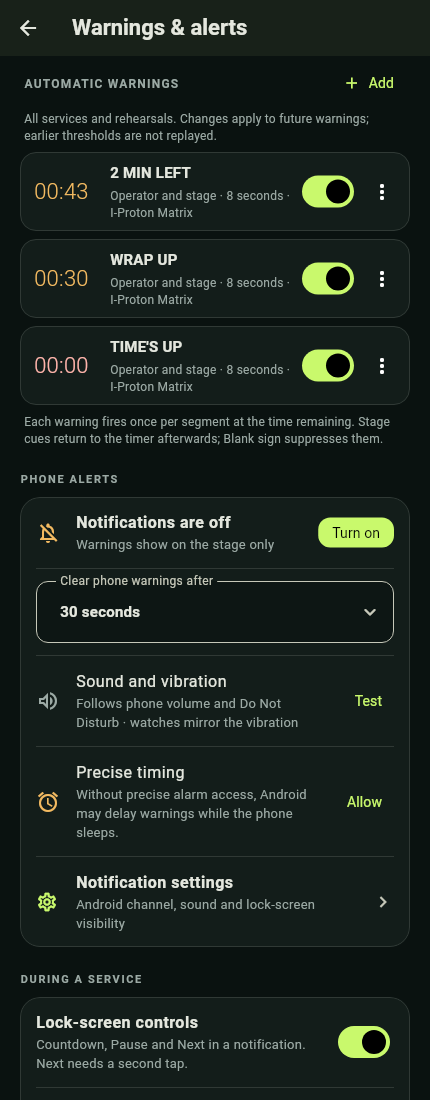 Warnings & alerts
AUTOMATIC WARNINGS
+ Add
All services and rehearsals. Changes apply to future warnings;
earlier thresholds are not replayed.
00:43
2 MIN LEFT
Operator and stage · 8 seconds ·
I-Proton Matrix
00:30
WRAP UP
Operator and stage · 8 seconds ·
I-Proton Matrix
00:00
TIME'S UP
Operator and stage · 8 seconds ·
I-Proton Matrix
Each warning fires once per segment at the time remaining. Stage
cues return to the timer afterwards; Blank sign suppresses them.
PHONE ALERTS
Notifications are off
Warnings show on the stage only
Turn on
Clear phone warnings after
30 seconds
Sound and vibration
Follows phone volume and Do Not
Disturb · watches mirror the vibration
Test
Precise timing
Without precise alarm access, Android
may delay warnings while the phone
sleeps.
Allow
Notification settings
Android channel, sound and lock-screen
visibility
DURING A SERVICE
Lock-screen controls
Countdown, Pause and Next in a notification.
Next needs a second tap.